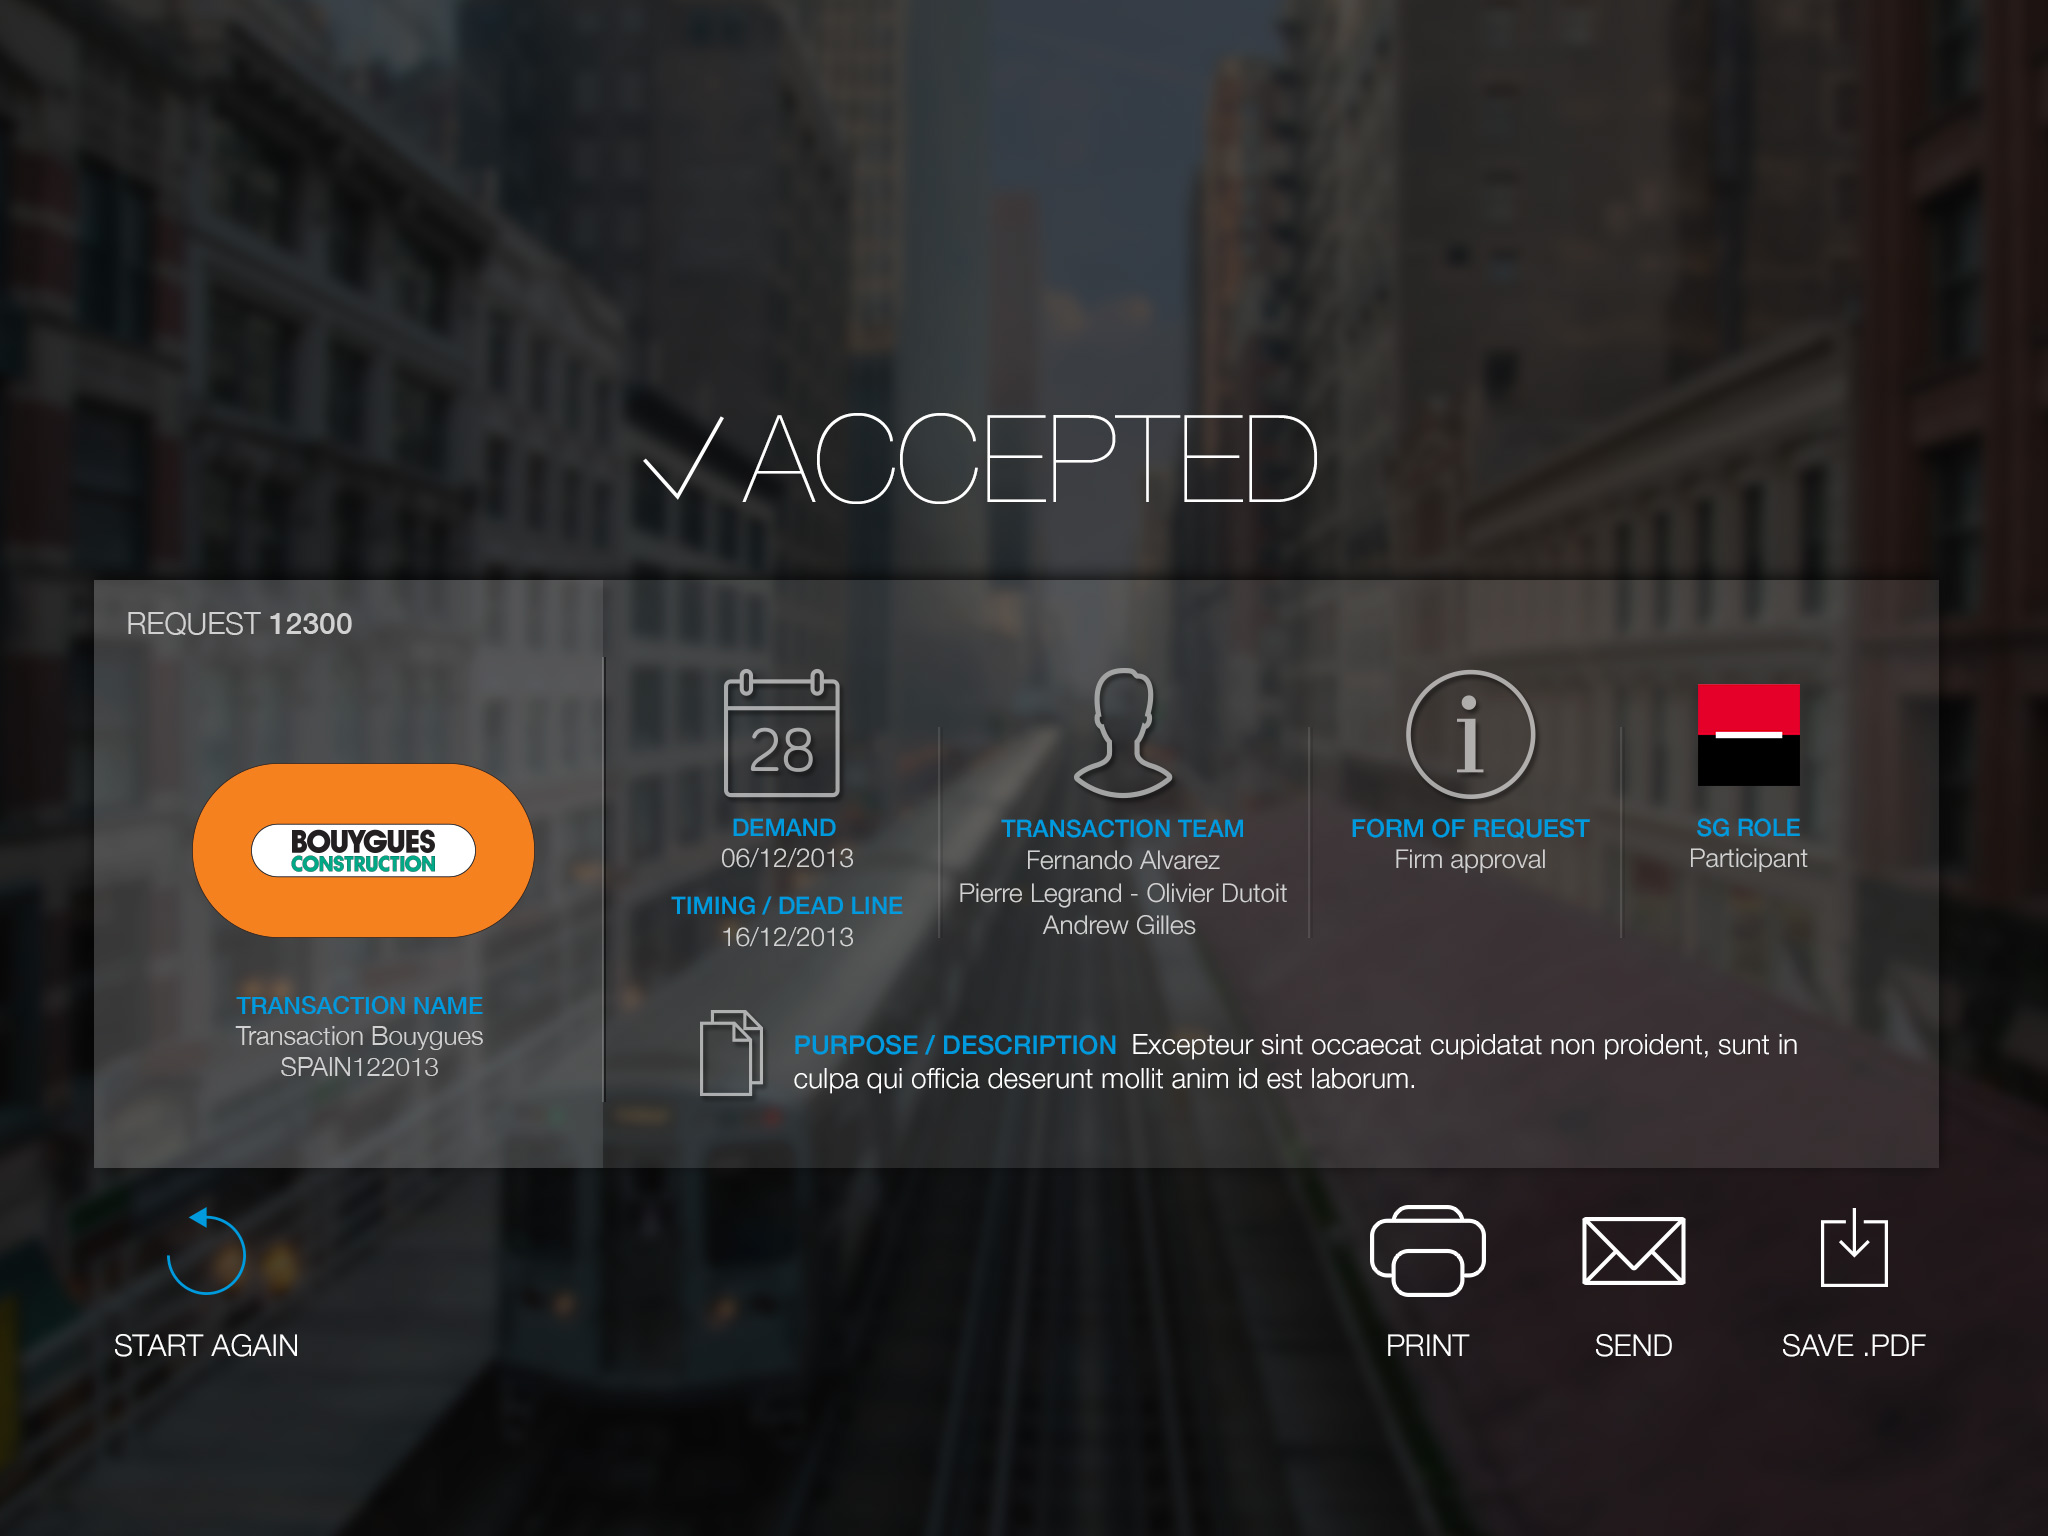 ACCEPTED
REQUEST 12300
BOUYGUES
CONSTRUCTION
TRANSACTION NAME
Transaction Bouygues
SPAIN122013
28
DEMAND
06/12/2013
TIMING / DEAD LINE
16/12/2013
TRANSACTION TEAM
Fernando Alvarez
Pierre Legrand - Olivier Dutoit
Andrew Gilles
i
FORM OF REQUEST
Firm approval
SG ROLE
Participant
PURPOSE / DESCRIPTION Excepteur sint occaecat cupidatat non proident, sunt in
culpa qui officia deserunt mollit anim id est laborum.
START AGAIN
PRINT
SEND
SAVE .PDF